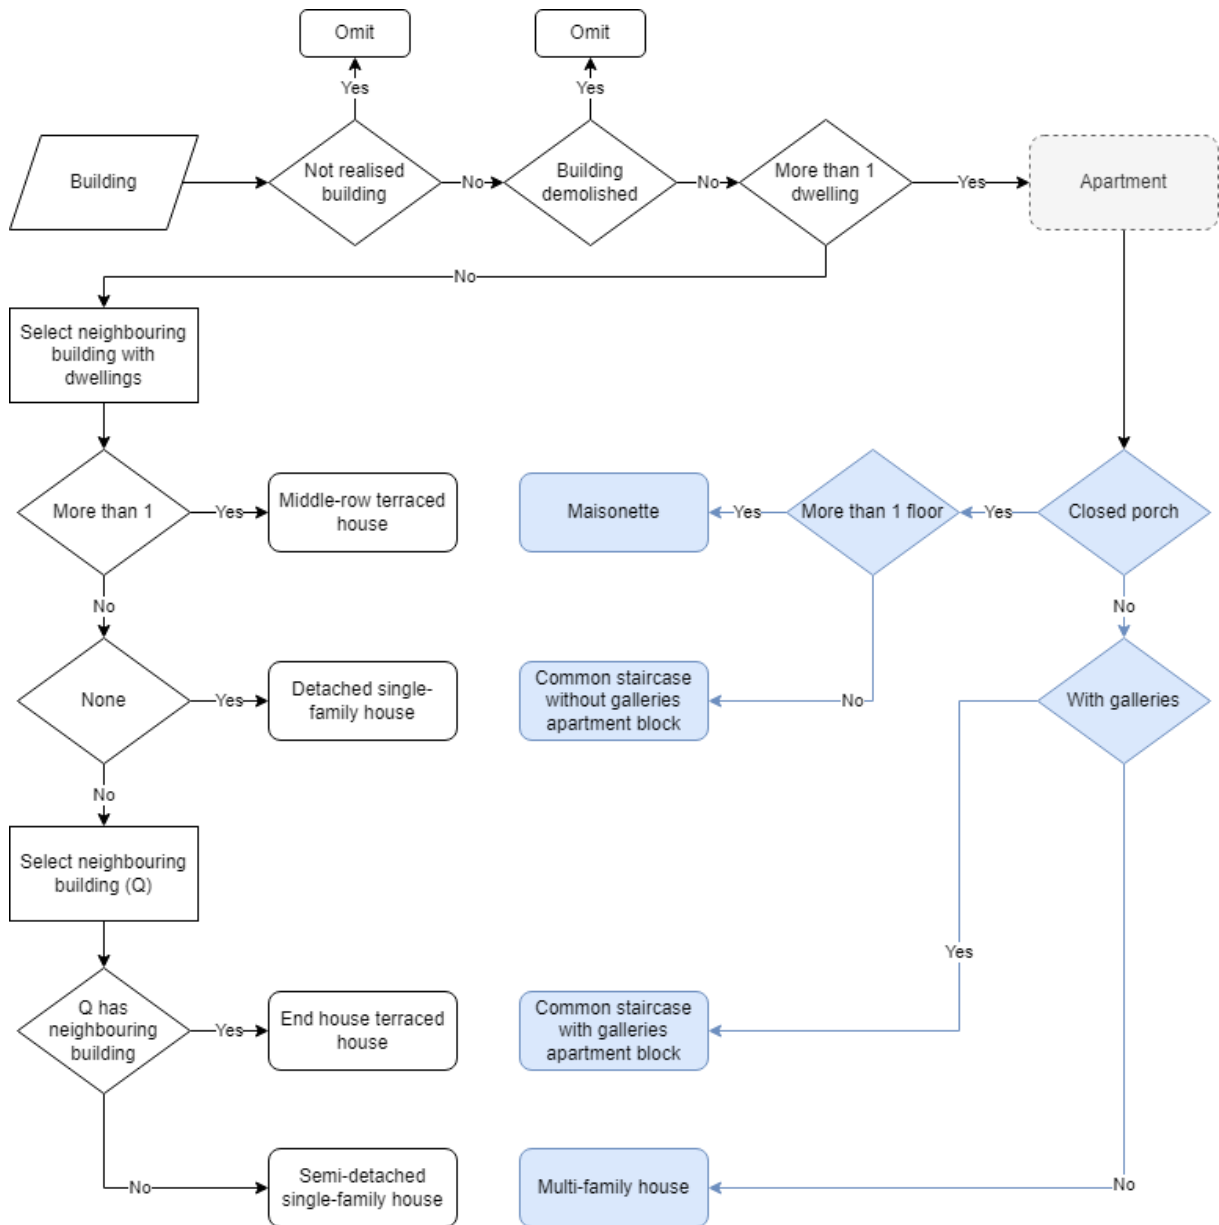 Omit
Omit
Yes
Yes
Building
Not realised
building
No
Building
demolished
No
More than 1
dwelling
Yes
Apartment
No
Select neighbouring
building with
dwellings
More than 1
Yes
Middle-row terraced
house
Maisonette
Yes
More than 1 floor
Yes
Closed porch
No
No
None
Yes
Detached single-
family house
Common staircase
without galleries
apartment block
No
With galleries
No
Select neighbouring
building (Q)
Yes
Q has
neighbouring
building
Yes
End house terraced
house
Common staircase
with galleries
apartment block
No
Semi-detached
single-family house
Multi-family house
No